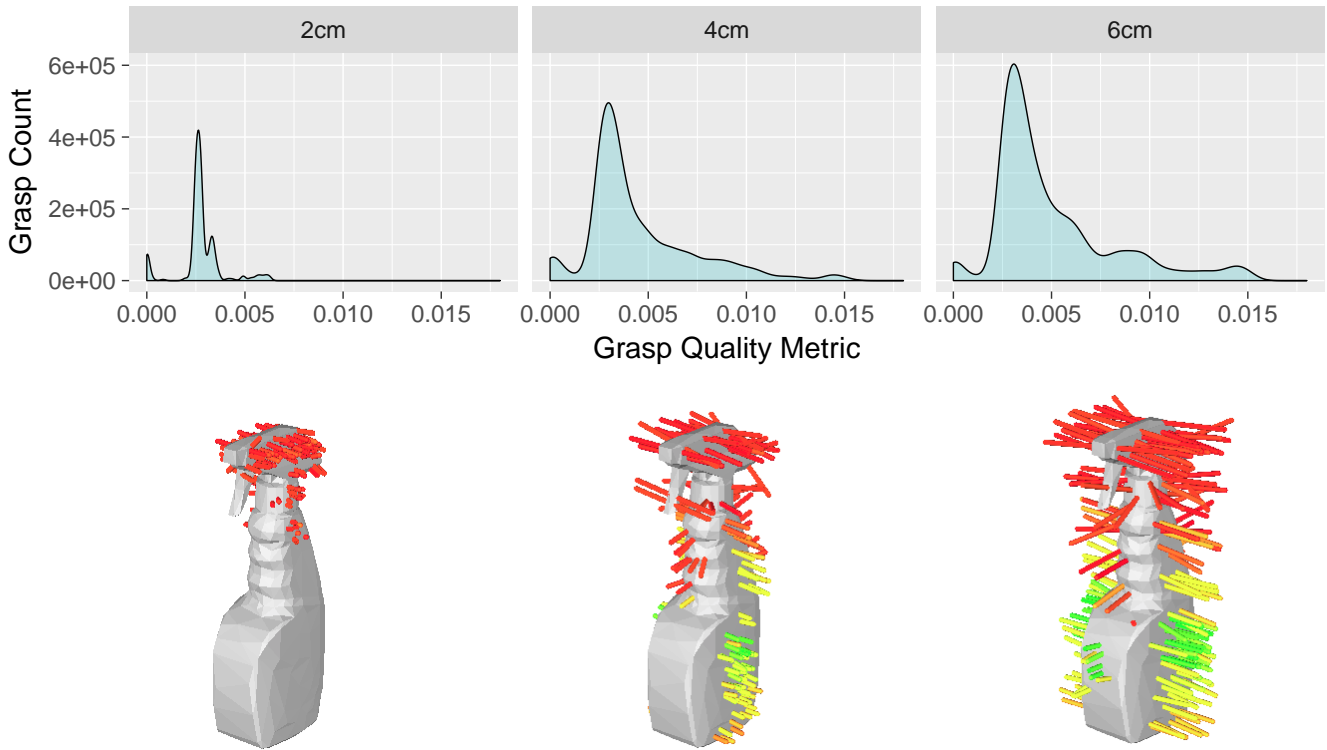 2cm 4cm 6cm
Grasp Count
6e+05
4e+05
2e+05
0e+00
0.000 0.005 0.010 0.015 0.000 0.005 0.010 0.015 0.000 0.005 0.010 0.015
Grasp Quality Metric